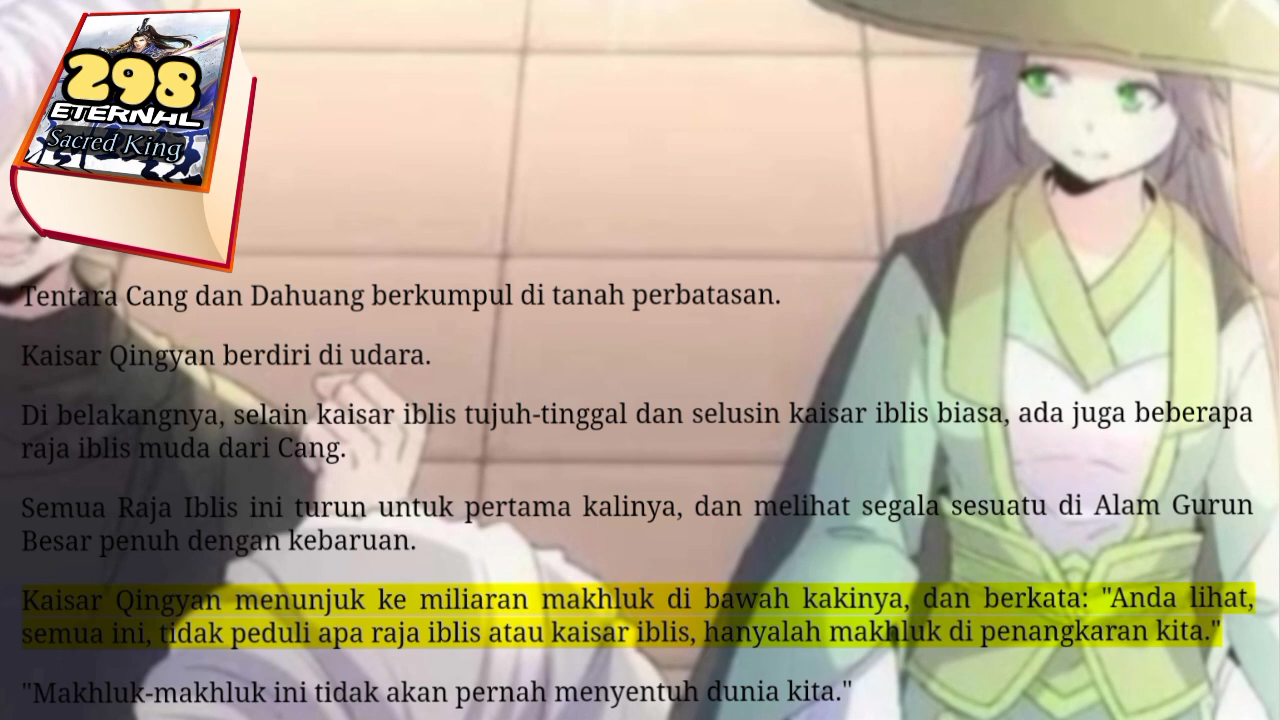 298
ETERNAL
Sacred King
Tentara Cang dan Dahuang berkumpul di tanah perbatasan.
Kaisar Qingyan berdiri di udara.
Di belakangnya, selain kaisar iblis tujuh-tinggal dan selusin kaisar iblis biasa, ada juga beberapa
raja iblis muda dari Cang.
Semua Raja Iblis ini turun untuk pertama kalinya, dan melihat segala sesuatu di Alam Gurun
Besar penuh dengan kebaruan.
Kaisar Qingyan menunjuk ke miliaran makhluk di bawah kakinya, dan berkata: "Anda lihat,
semua ini, tidak peduli apa raja iblis atau kaisar iblis, hanyalah makhluk di penangkaran kita."
"Makhluk-makhluk ini tidak akan pernah menyentuh dunia kita."